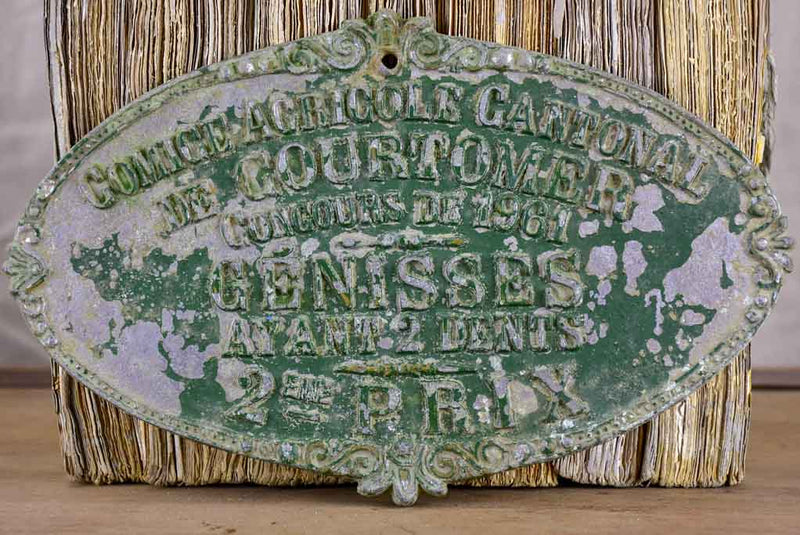 COMICE AGRICOLE CANTONAL
DE COURTOMER
CONCOURS DE 1961
GÉNISSES
AYANT 2 DENTS
2ME PRIX